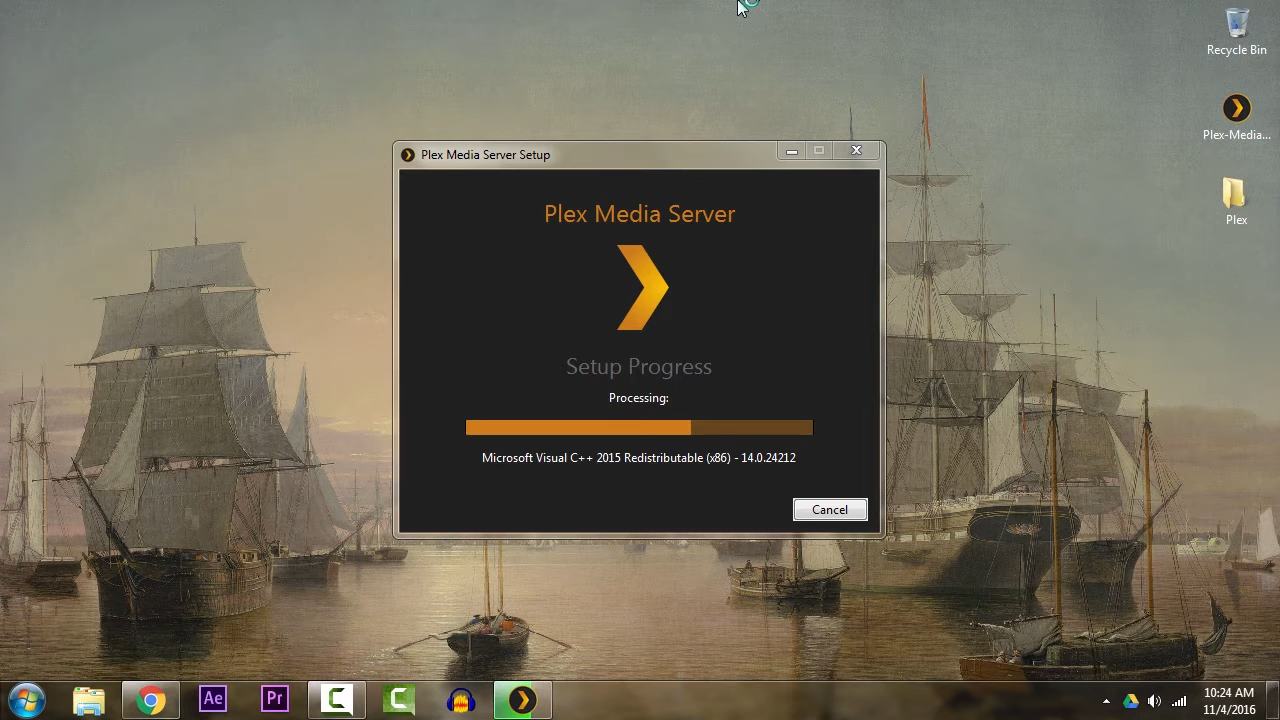 Recycle Bin
Plex-Media...
Plex
Plex Media Server Setup
Plex Media Server
Setup Progress
Processing:
Microsoft Visual C++ 2015 Redistributable (x86) - 14.0.24212
Cancel
Ae
Pr
10:24 AM
11/4/2016